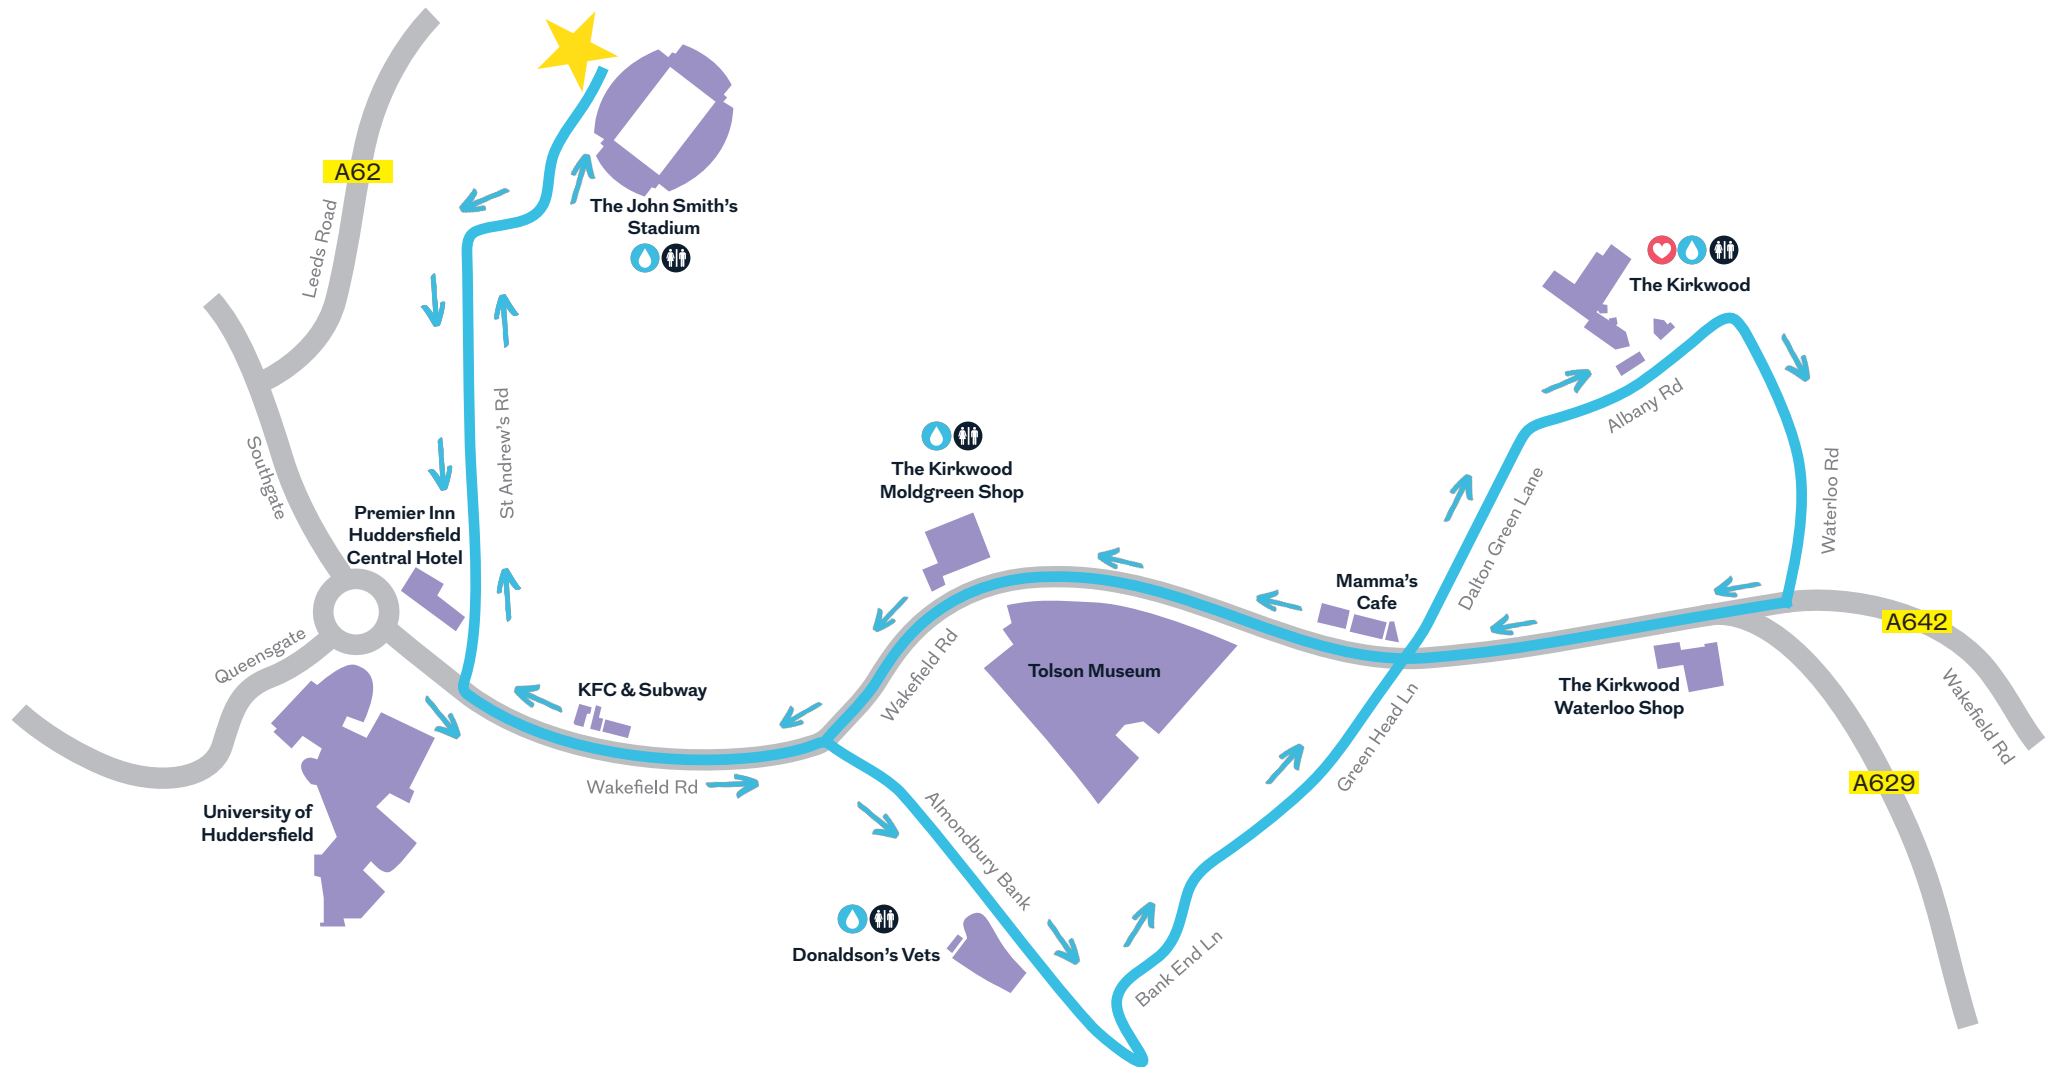 A62
Leeds Road
The John Smith's
Stadium
The Kirkwood
Albany Rd
St Andrew's Rd
Southgate
The Kirkwood
Moldgreen Shop
Dalton Green Lane
Waterloo Rd
Premier Inn
Huddersfield
Central Hotel
Mamma's
Cafe
A642
Queensgate
Wakefield Rd
Tolson Museum
KFC & Subway
The Kirkwood
Waterloo Shop
Wakefield Rd
Green Head Ln
Wakefield Rd
A629
University of
Huddersfield
Almondbury Bank
Donaldson's Vets
Bank End Ln